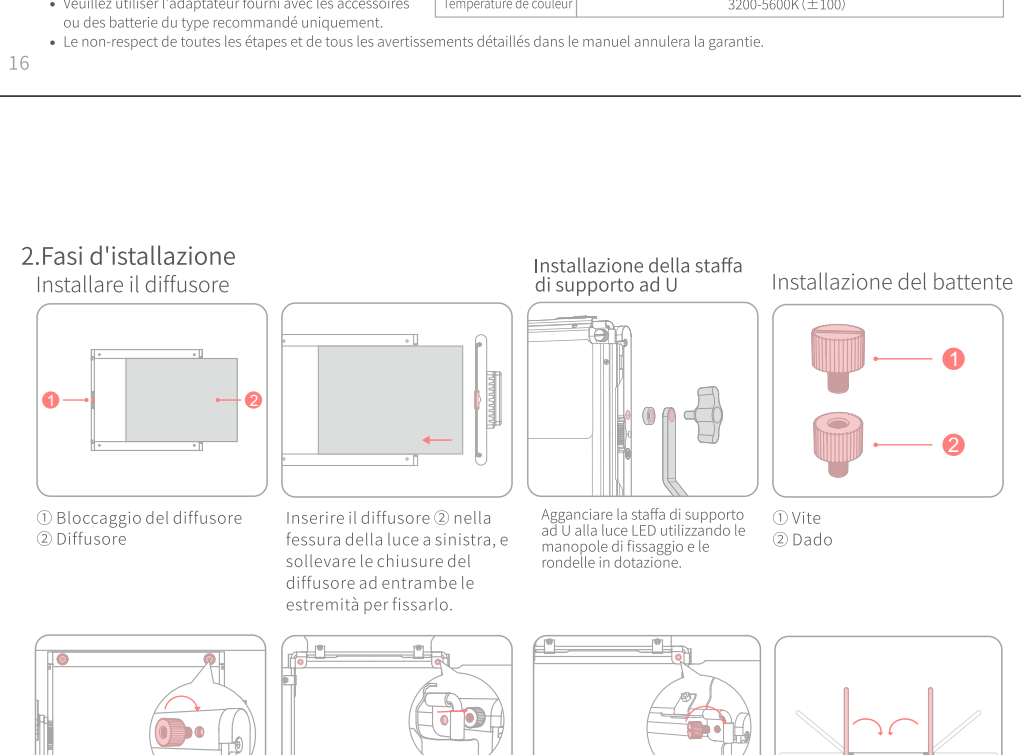 Veuillez utiliser l'adaptateur fourni avec les accessoires
ou des batterie du type recommandé uniquement.
• Le non-respect de toutes les étapes et de tous les avertissements détaillés dans le manuel annulera la garantie.
Température de couleur 3200-5600K(±100)
16
2.Fasi d'istallazione
Installare il diffusore
1
2
① Bloccaggio del diffusore
② Diffusore
Inserire il diffusore ② nella
fessura della luce a sinistra, e
sollevare le chiusure del
diffusore ad entrambe le
estremità per fissarlo.
Installazione della staffa
di supporto ad U
Agganciare la staffa di supporto
ad U alla luce LED utilizzando le
manopole di fissaggio e le
rondelle in dotazione.
Installazione del battente
1
2
① Vite
② Dado